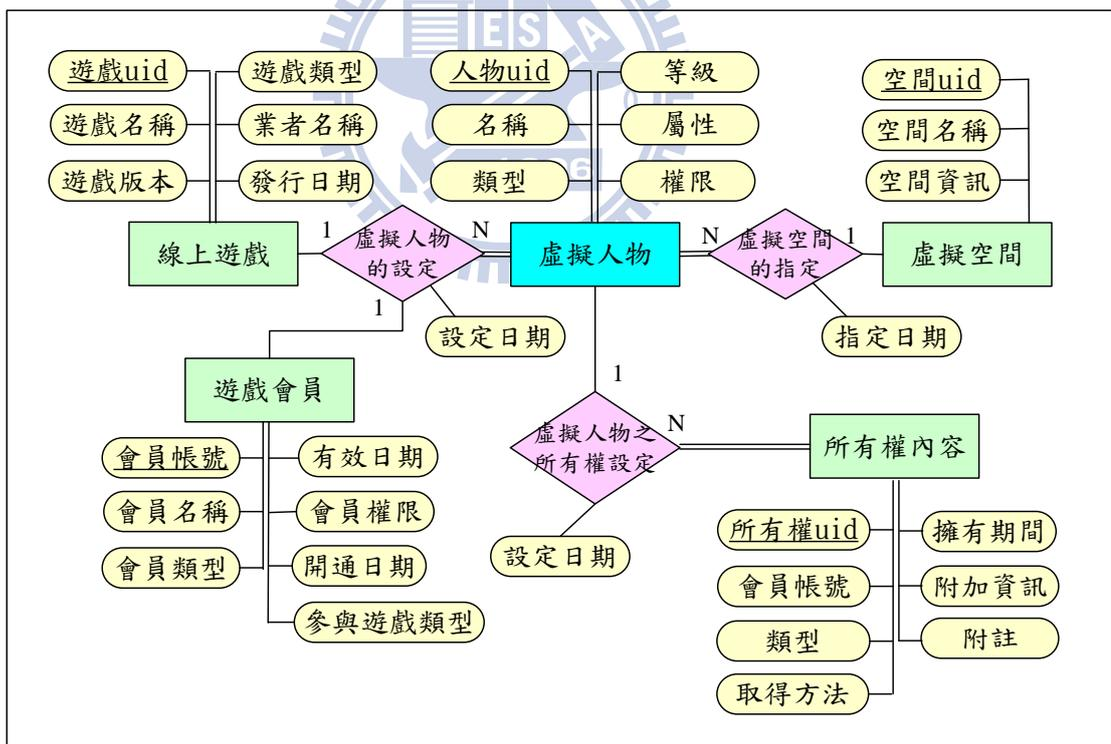 遊戲uid
遊戲類型
人物uid
等級
空間uid
遊戲名稱
業者名稱
名稱
屬性
空間名稱
遊戲版本
發行日期
類型
權限
空間資訊
線上遊戲
1
虛擬人物
的設定
N
虛擬人物
N
虛擬空間
的指定
1
虛擬空間
1
設定日期
指定日期
遊戲會員
1
虛擬人物之
所有權設定
N
所有權內容
會員帳號
有效日期
會員名稱
會員權限
會員類型
開通日期
參與遊戲類型
設定日期
所有權uid
擁有期間
會員帳號
附加資訊
類型
附註
取得方法